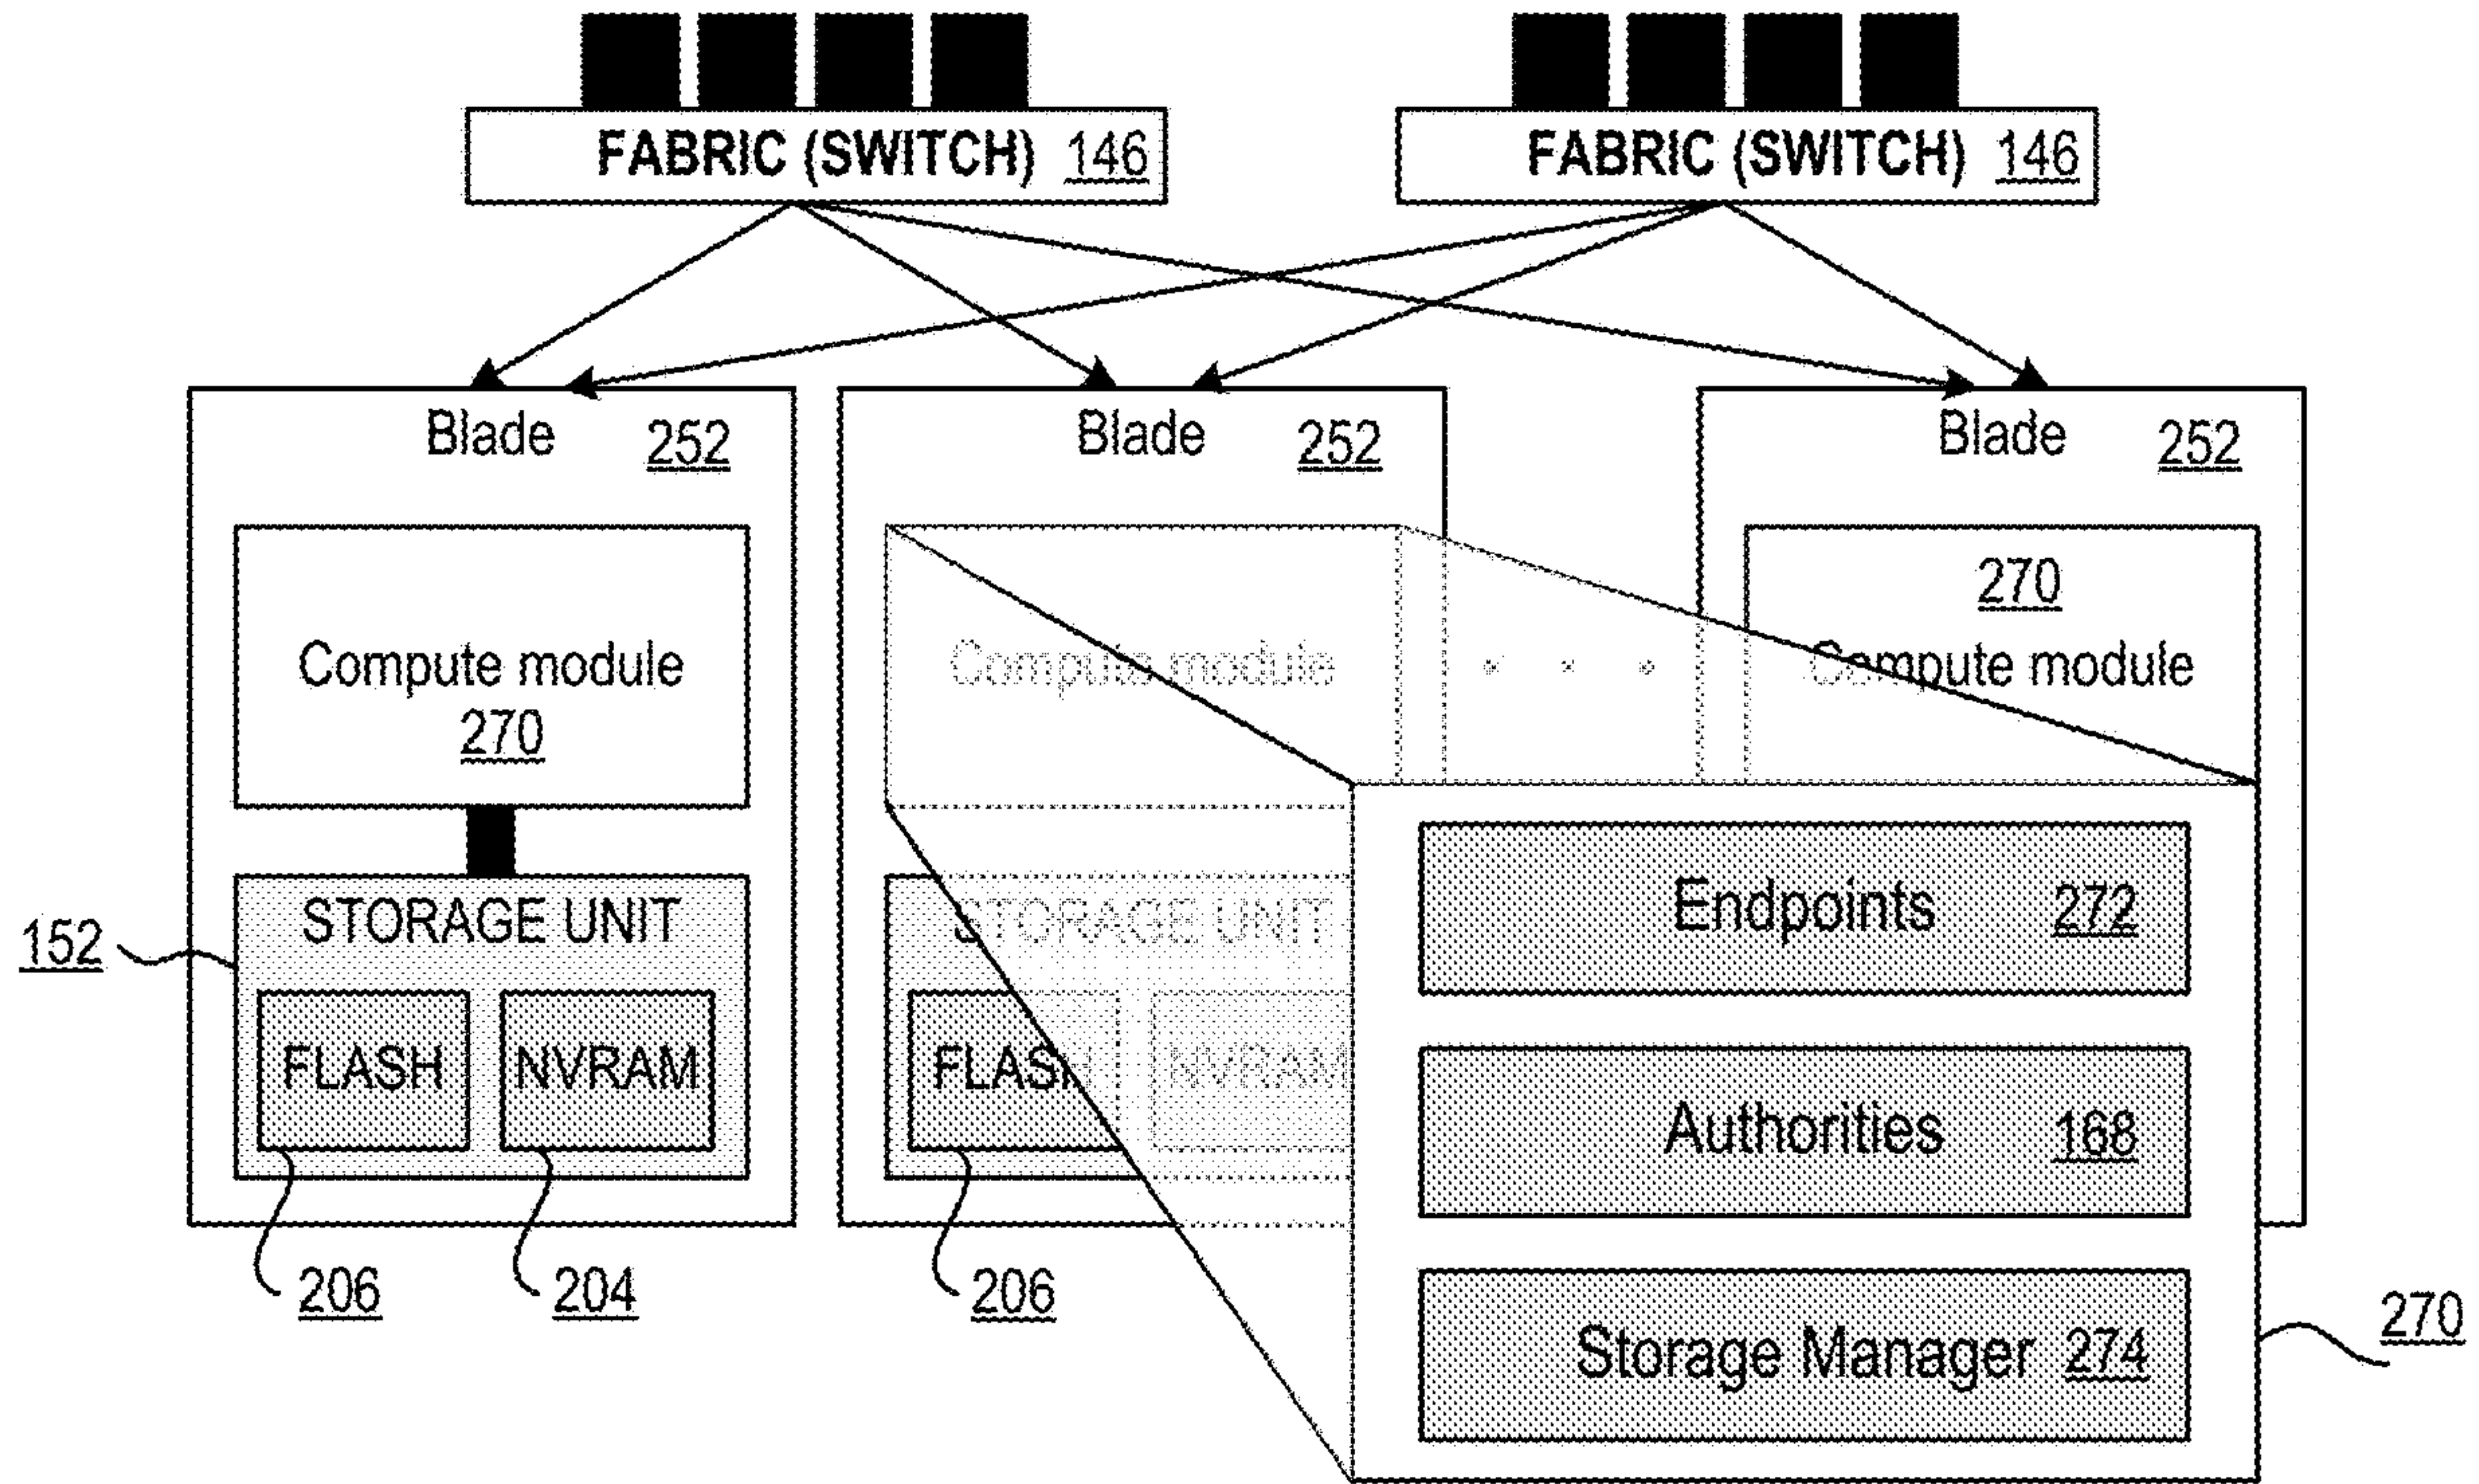 FABRIC (SWITCH) 146
FABRIC (SWITCH) 146
Blade 252
Blade 252
Blade 252
Compute module
270
Compute module
270
Compute module
STORAGE UNIT
152
FLASH
NVRAM
206
204
STORAGE UNIT
FLASH
NVRAM
206
Endpoints 272
Authorities 168
Storage Manager 274
270